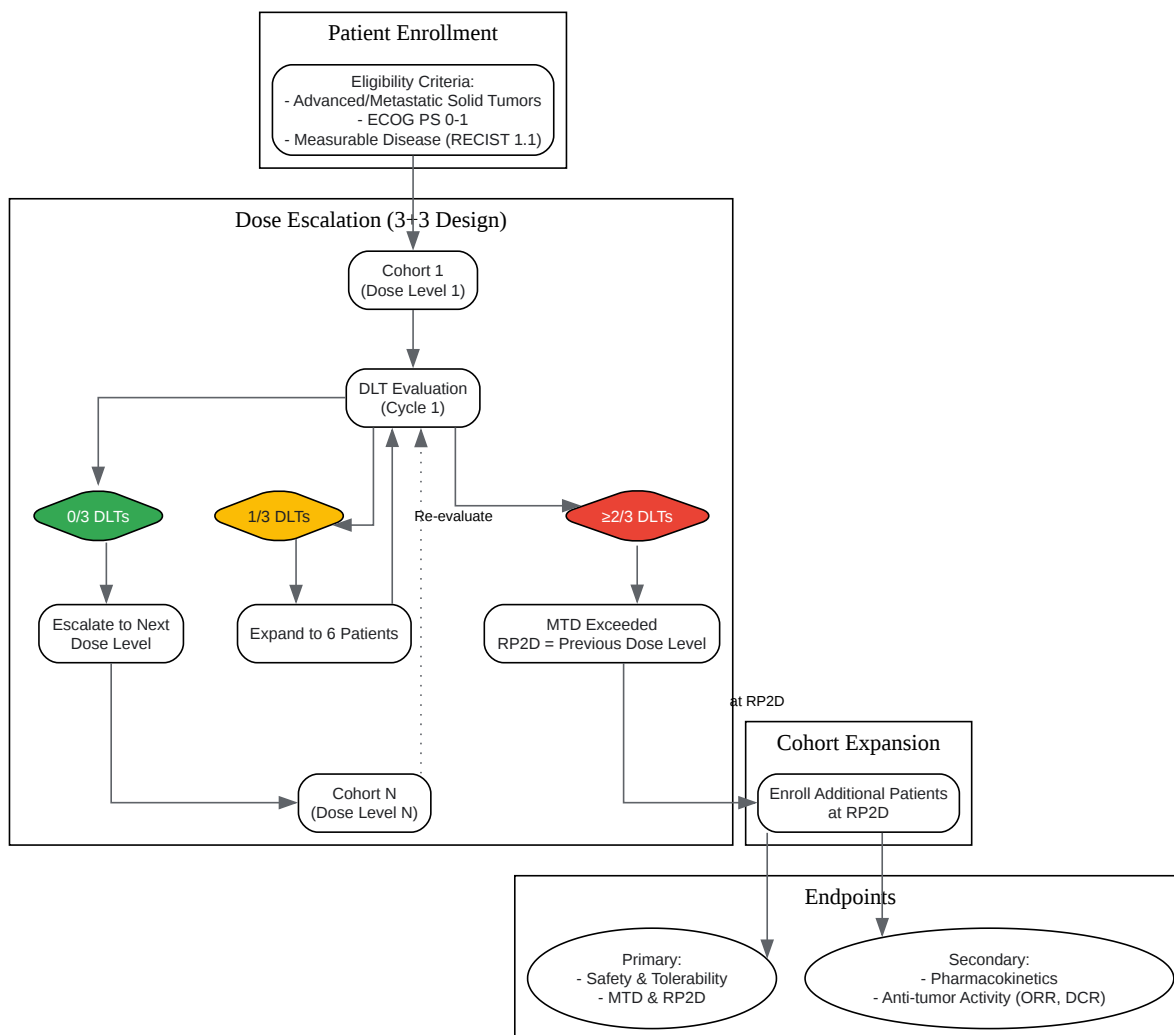 Patient Enrollment
Eligibility Criteria:
- Advanced/Metastatic Solid Tumors
- ECOG PS 0-1
- Measurable Disease (RECIST 1.1)
Dose Escalation (3+3 Design)
Cohort 1
(Dose Level 1)
DLT Evaluation
(Cycle 1)
0/3 DLTs
1/3 DLTs
Re-evaluate
≥2/3 DLTs
Escalate to Next
Dose Level
Expand to 6 Patients
MTD Exceeded
RP2D = Previous Dose Level
at RP2D
Cohort Expansion
Cohort N
(Dose Level N)
Enroll Additional Patients
at RP2D
Endpoints
Primary:
- Safety & Tolerability
- MTD & RP2D
Secondary:
- Pharmacokinetics
- Anti-tumor Activity (ORR, DCR)